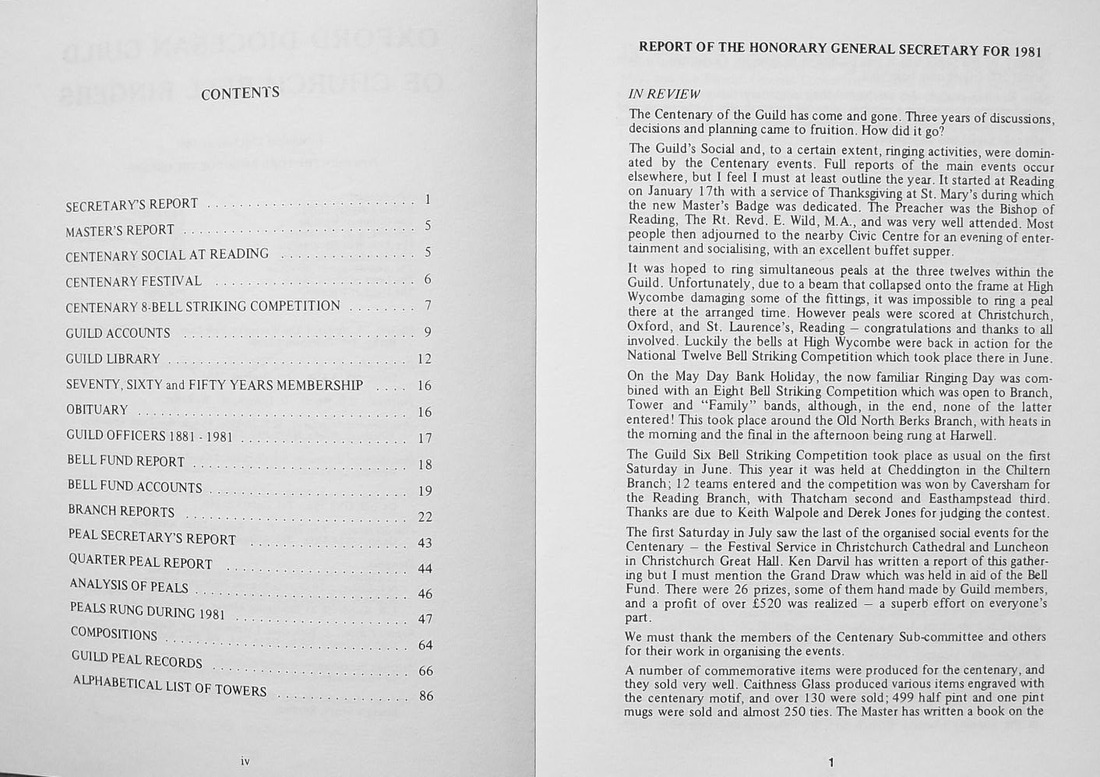 CONTENTS
SECRETARY'S REPORT . . . . . . . . . . . . . . . . . . . . . . . . . . 1
MASTER'S REPORT . . . . . . . . . . . . . . . . . . . . . . . . . . . . 5
CENTENARY SOCIAL AT READING . . . . . . . . . . . . . . . . . 5
CENTENARY FESTIVAL . . . . . . . . . . . . . . . . . . . . . . . . 6
CENTENARY 8-BELL STRIKING COMPETITION . . . . . . . . 7
GUILD ACCOUNTS . . . . . . . . . . . . . . . . . . . . . . . . . . . . 9
GUILD LIBRARY . . . . . . . . . . . . . . . . . . . . . . . . . . . . . 12
SEVENTY, SIXTY and FIFTY YEARS MEMBERSHIP . . . . 16
OBITUARY . . . . . . . . . . . . . . . . . . . . . . . . . . . . . . . . . 16
GUILD OFFICERS 1881 - 1981 . . . . . . . . . . . . . . . . . . . . . 17
BELL FUND REPORT . . . . . . . . . . . . . . . . . . . . . . . . . . 18
BELL FUND ACCOUNTS . . . . . . . . . . . . . . . . . . . . . . . . 19
BRANCH REPORTS . . . . . . . . . . . . . . . . . . . . . . . . . . . 22
PEAL SECRETARY'S REPORT . . . . . . . . . . . . . . . . . . . . 43
QUARTER PEAL REPORT . . . . . . . . . . . . . . . . . . . . . . . 44
ANALYSIS OF PEALS . . . . . . . . . . . . . . . . . . . . . . . . . . 46
PEALS RUNG DURING 1981 . . . . . . . . . . . . . . . . . . . . . 47
COMPOSITIONS . . . . . . . . . . . . . . . . . . . . . . . . . . . . . 64
GUILD PEAL RECORDS . . . . . . . . . . . . . . . . . . . . . . . . 66
ALPHABETICAL LIST OF TOWERS . . . . . . . . . . . . . . . . 86
iv
REPORT OF THE HONORARY GENERAL SECRETARY FOR 1981
IN REVIEW
The Centenary of the Guild has come and gone. Three years of discussions,
decisions and planning came to fruition. How did it go?
The Guild's Social and, to a certain extent, ringing activities, were domin-
ated by the Centenary events. Full reports of the main events occur
elsewhere, but I feel I must at least outline the year. It started at Reading
on January 17th with a service of Thanksgiving at St. Mary's during which
the new Master's Badge was dedicated. The Preacher was the Bishop of
Reading, The Rt. Revd. E. Wild, M.A., and was very well attended. Most
people then adjourned to the nearby Civic Centre for an evening of enter-
tainment and socialising, with an excellent buffet supper.
It was hoped to ring simultaneous peals at the three twelves within the
Guild. Unfortunately, due to a beam that collapsed onto the frame at High
Wycombe damaging some of the fittings, it was impossible to ring a peal
there at the arranged time. However peals were scored at Christchurch,
Oxford, and St. Laurence's, Reading — congratulations and thanks to all
involved. Luckily the bells at High Wycombe were back in action for the
National Twelve Bell Striking Competition which took place there in June.
On the May Day Bank Holiday, the now familiar Ringing Day was com-
bined with an Eight Bell Striking Competition which was open to Branch,
Tower and “Family” bands, although, in the end, none of the latter
entered! This took place around the Old North Berks Branch, with heats in
the morning and the final in the afternoon being rung at Harwell.
The Guild Six Bell Striking Competition took place as usual on the first
Saturday in June. This year it was held at Cheddington in the Chiltern
Branch; 12 teams entered and the competition was won by Caversham for
the Reading Branch, with Thatcham second and Easthampstead third.
Thanks are due to Keith Walpole and Derek Jones for judging the contest.
The first Saturday in July saw the last of the organised social events for the
Centenary — the Festival Service in Christchurch Cathedral and Luncheon
in Christchurch Great Hall. Ken Darvil has written a report of this gather-
ing but I must mention the Grand Draw which was held in aid of the Bell
Fund. There were 26 prizes, some of them hand made by Guild members,
and a profit of over £520 was realized — a superb effort on everyone's
part.
We must thank the members of the Centenary Sub-committee and others
for their work in organising the events.
A number of commemorative items were produced for the centenary, and
they sold very well. Caithness Glass produced various items engraved with
the centenary motif, and over 130 were sold; 499 half pint and one pint
mugs were sold and almost 250 ties. The Master has written a book on the
1